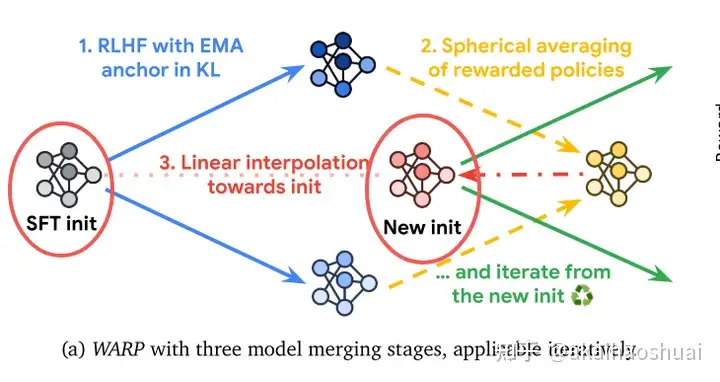 1. RLHF with EMA
anchor in KL
2. Spherical averaging
of rewarded policies
3. Linear interpolation
towards init
SFT init
New init
... and iterate from
the new init
(a) WARP with three model merging stages, applicable iteratively
知乎